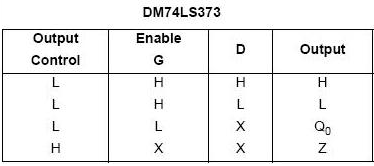 DM74LS373
Output Control Enable G D Output
L H H H
L H L L
L L X Q0
H X X Z